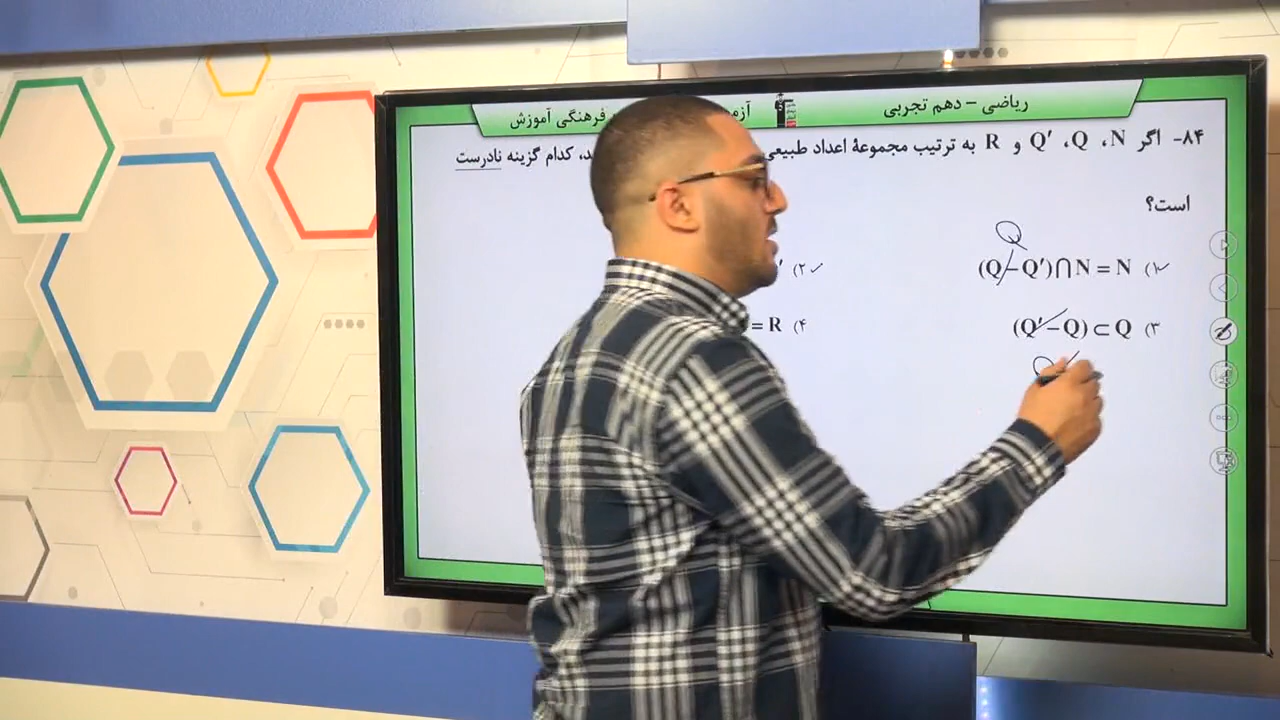 ریاضی - دهم تجربی
فرهنگی آموزش
۸۴- اگر N، Q، Q′ و R به ترتیب مجموعهٔ اعداد طبیعی کدام گزینه نادرست
است؟
Q
۱) (Q-Q′)∩N=N
۲) ′
۳) (Q′-Q)⊂Q
۴) =R